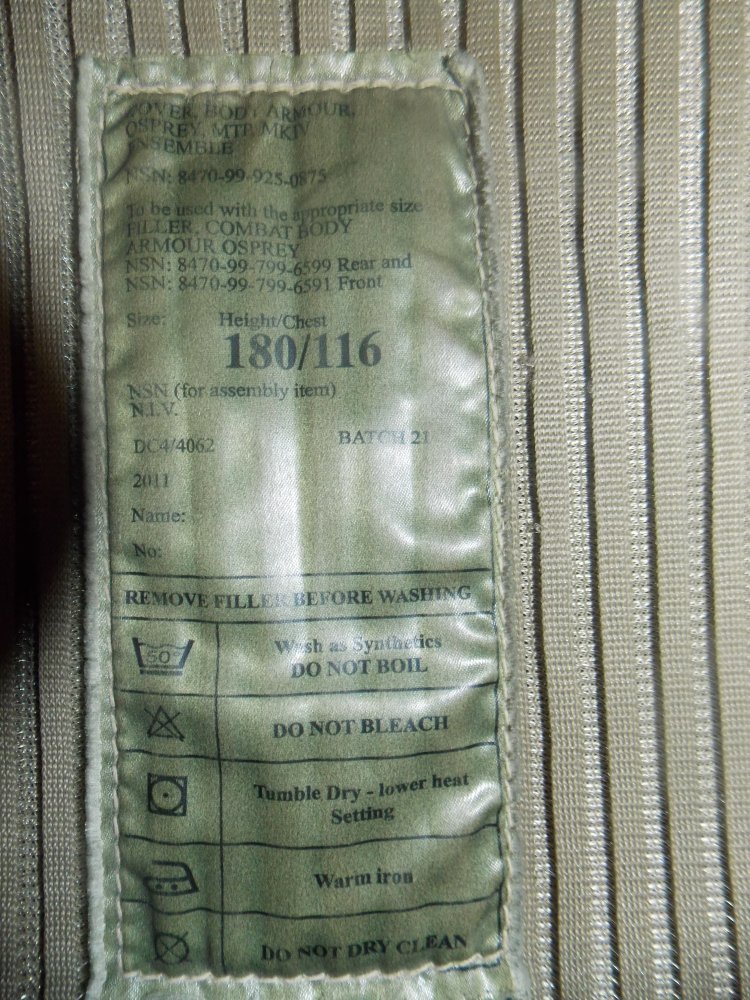 COVER, BODY ARMOUR,
OSPREY, MTP MKIV
ENSEMBLE
NSN: 8470-99-925-0875
To be used with the appropriate size
FILLER, COMBAT BODY
ARMOUR OSPREY
NSN: 8470-99-799-6599 Rear and
NSN: 8470-99-799-6591 Front
Size: Height/Chest
180/116
NSN (for assembly item)
N.I.V.
DC4/4062 BATCH 21
2011
Name:
No:
REMOVE FILLER BEFORE WASHING
50 Wash as Synthetics
DO NOT BOIL
DO NOT BLEACH
Tumble Dry - lower heat
Setting
Warm iron
DO NOT DRY CLEAN